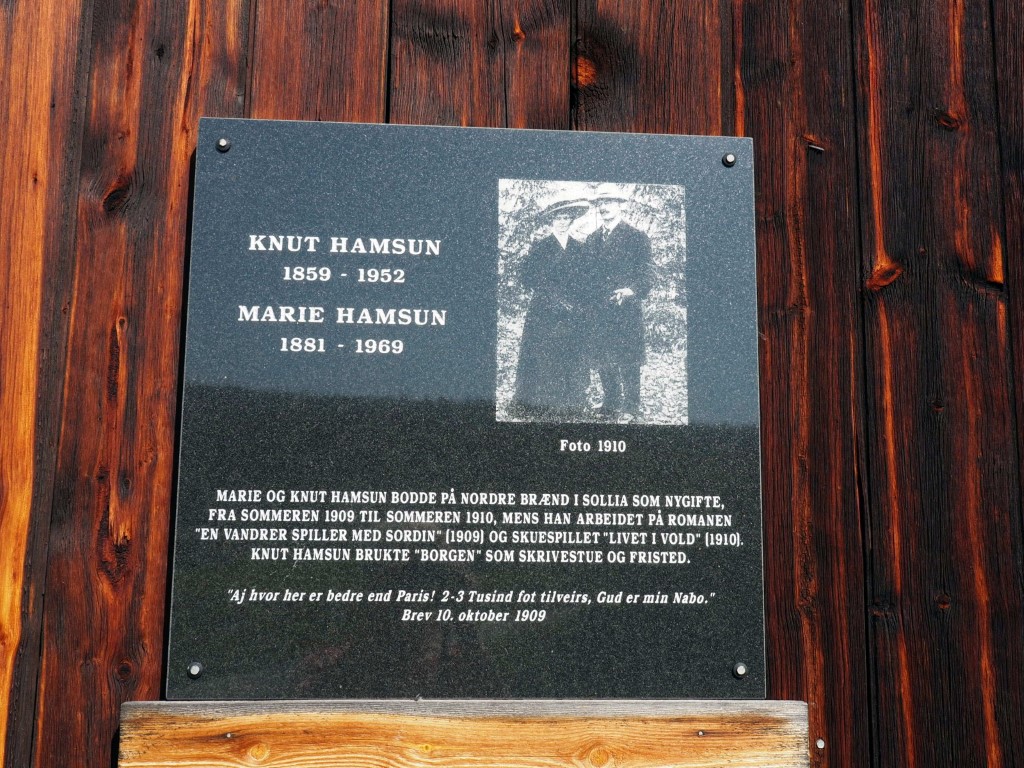 KNUT HAMSUN
1859 - 1952
MARIE HAMSUN
1881 - 1969
Foto 1910
MARIE OG KNUT HAMSUN BODDE PÅ NORDRE BRÆND I SOLLIA SOM NYGIFTE,
FRA SOMMEREN 1909 TIL SOMMEREN 1910, MENS HAN ARBEIDET PÅ ROMANEN
"EN VANDRER SPILLER MED SORDIN" (1909) OG SKUESPILLET "LIVET I VOLD" (1910).
KNUT HAMSUN BRUKTE "BORGEN" SOM SKRIVESTUE OG FRISTED.
"Aj hvor her er bedre end Paris! 2-3 Tusind fot tilveirs, Gud er min Nabo."
Brev 10. oktober 1909